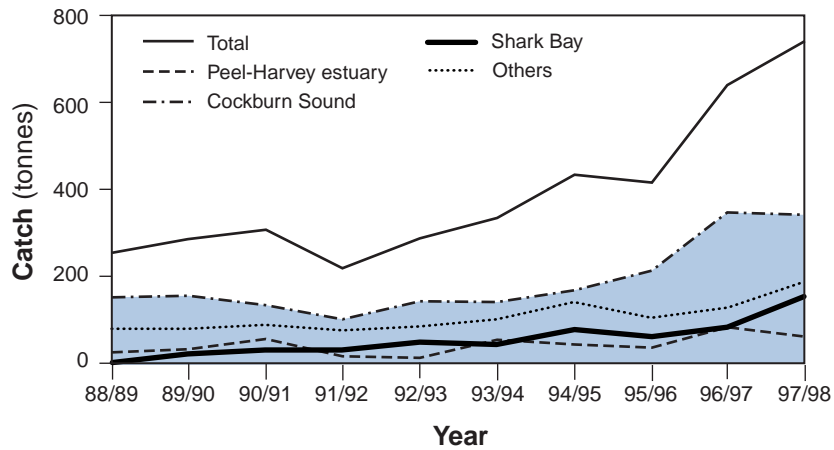 800
600
400
200
0
Catch (tonnes)
Total
Peel-Harvey estuary
Cockburn Sound
Shark Bay
Others
88/89 89/90 90/91 91/92 92/93 93/94 94/95 95/96 96/97 97/98
Year